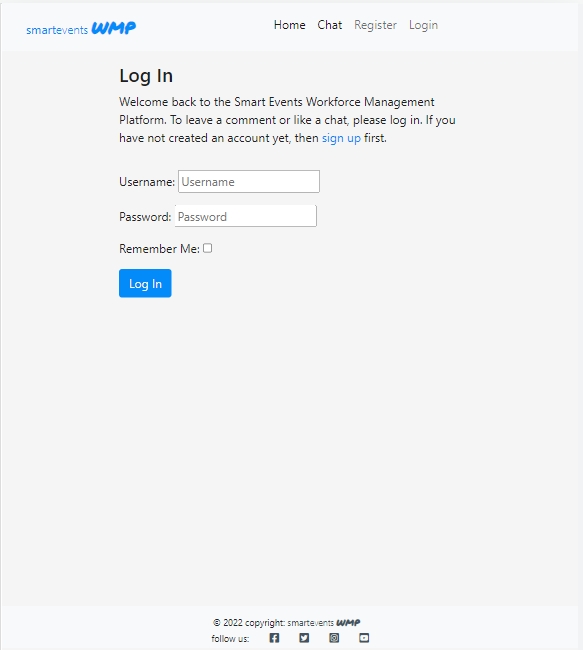 smartevents WMP
Home Chat Register Login
Log In
Welcome back to the Smart Events Workforce Management
Platform. To leave a comment or like a chat, please log in. If you
have not created an account yet, then sign up first.
Username: Username
Password: Password
Remember Me:
Log In
© 2022 copyright: smartevents WMP
follow us: